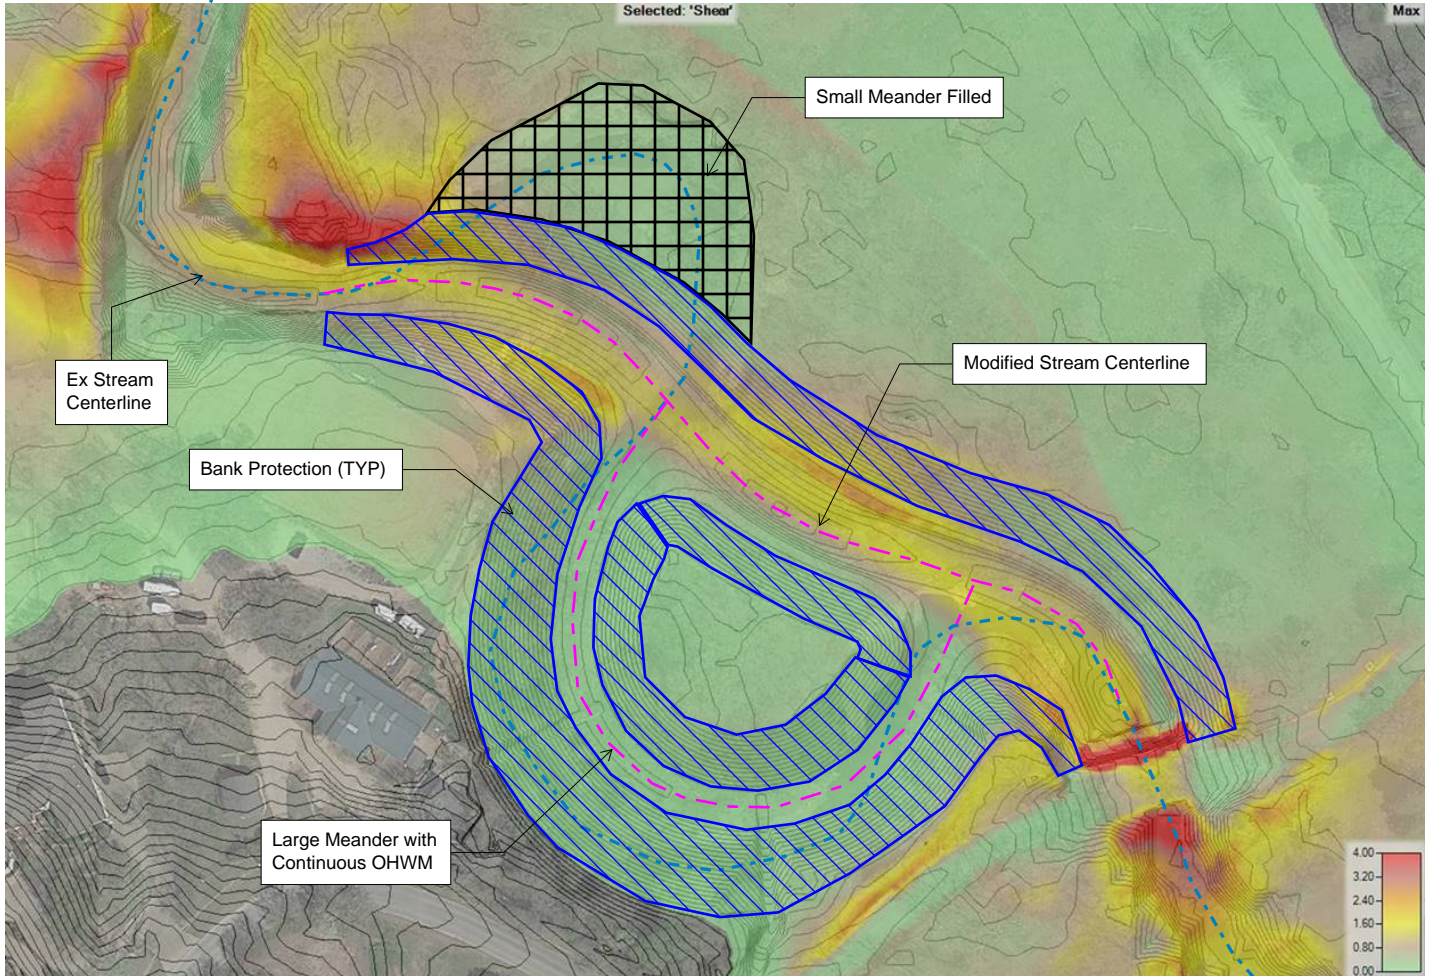 Selected: 'Shear'
Max
Small Meander Filled
Modified Stream Centerline
Ex Stream
Centerline
Bank Protection (TYP)
Large Meander with
Continuous OHWM
4.00
3.20
2.40
1.60
0.80
0.00